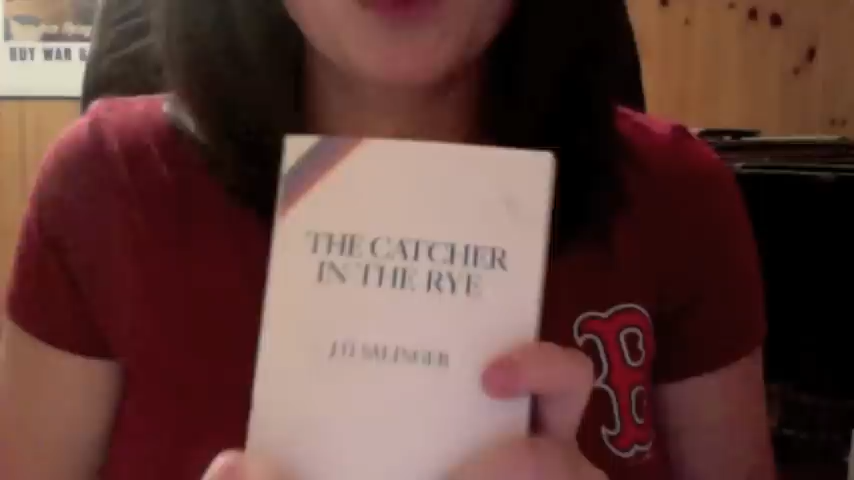 BUY WAR
THE CATCHER
IN THE RYE
J.D. SALINGER
B